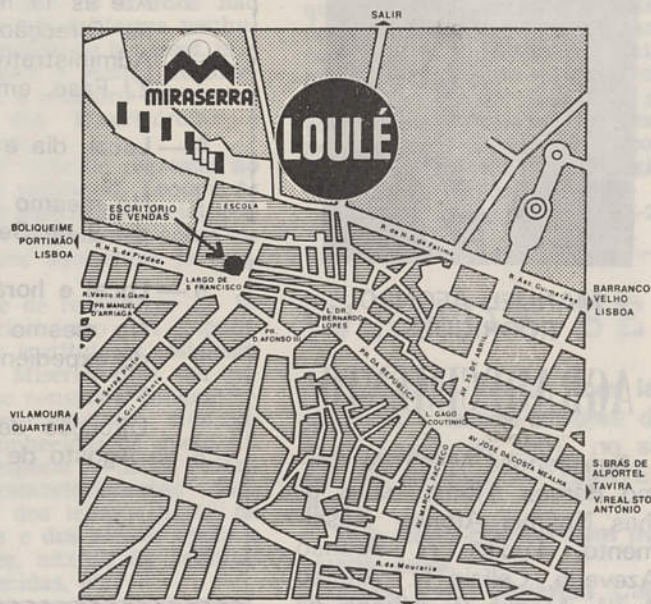 SALIR
MIRASERRA
LOULÉ
ESCOLA
ESCRITÓRIO
DE VENDAS
BOLIQUEIME
PORTIMÃO
LISBOA
R. N. S. da Piedade
R. de N. S. de Fátima
R. Ant. Guimarães
BARRANCO
VELHO
LISBOA
LARGO DE
S. FRANCISCO
R. Vasco da Gama
PR. MANUEL
D'ARRIAGA
L. DR.
BERNARDO
LOPES
PR.
D. AFONSO III
PR. DA REPUBLICA
AV. 25 DE ABRIL
R. Serpa Pinto
R. Gil Vicente
VILAMOURA
QUARTEIRA
L. GAGO
COUTINHO
AV. JOSÉ DA COSTA MEALHA
AV. MARÇAL PACHECO
S. BRÁS DE
ALPORTEL
TAVIRA
V. REAL STO
ANTÓNIO
R. da Mouraria